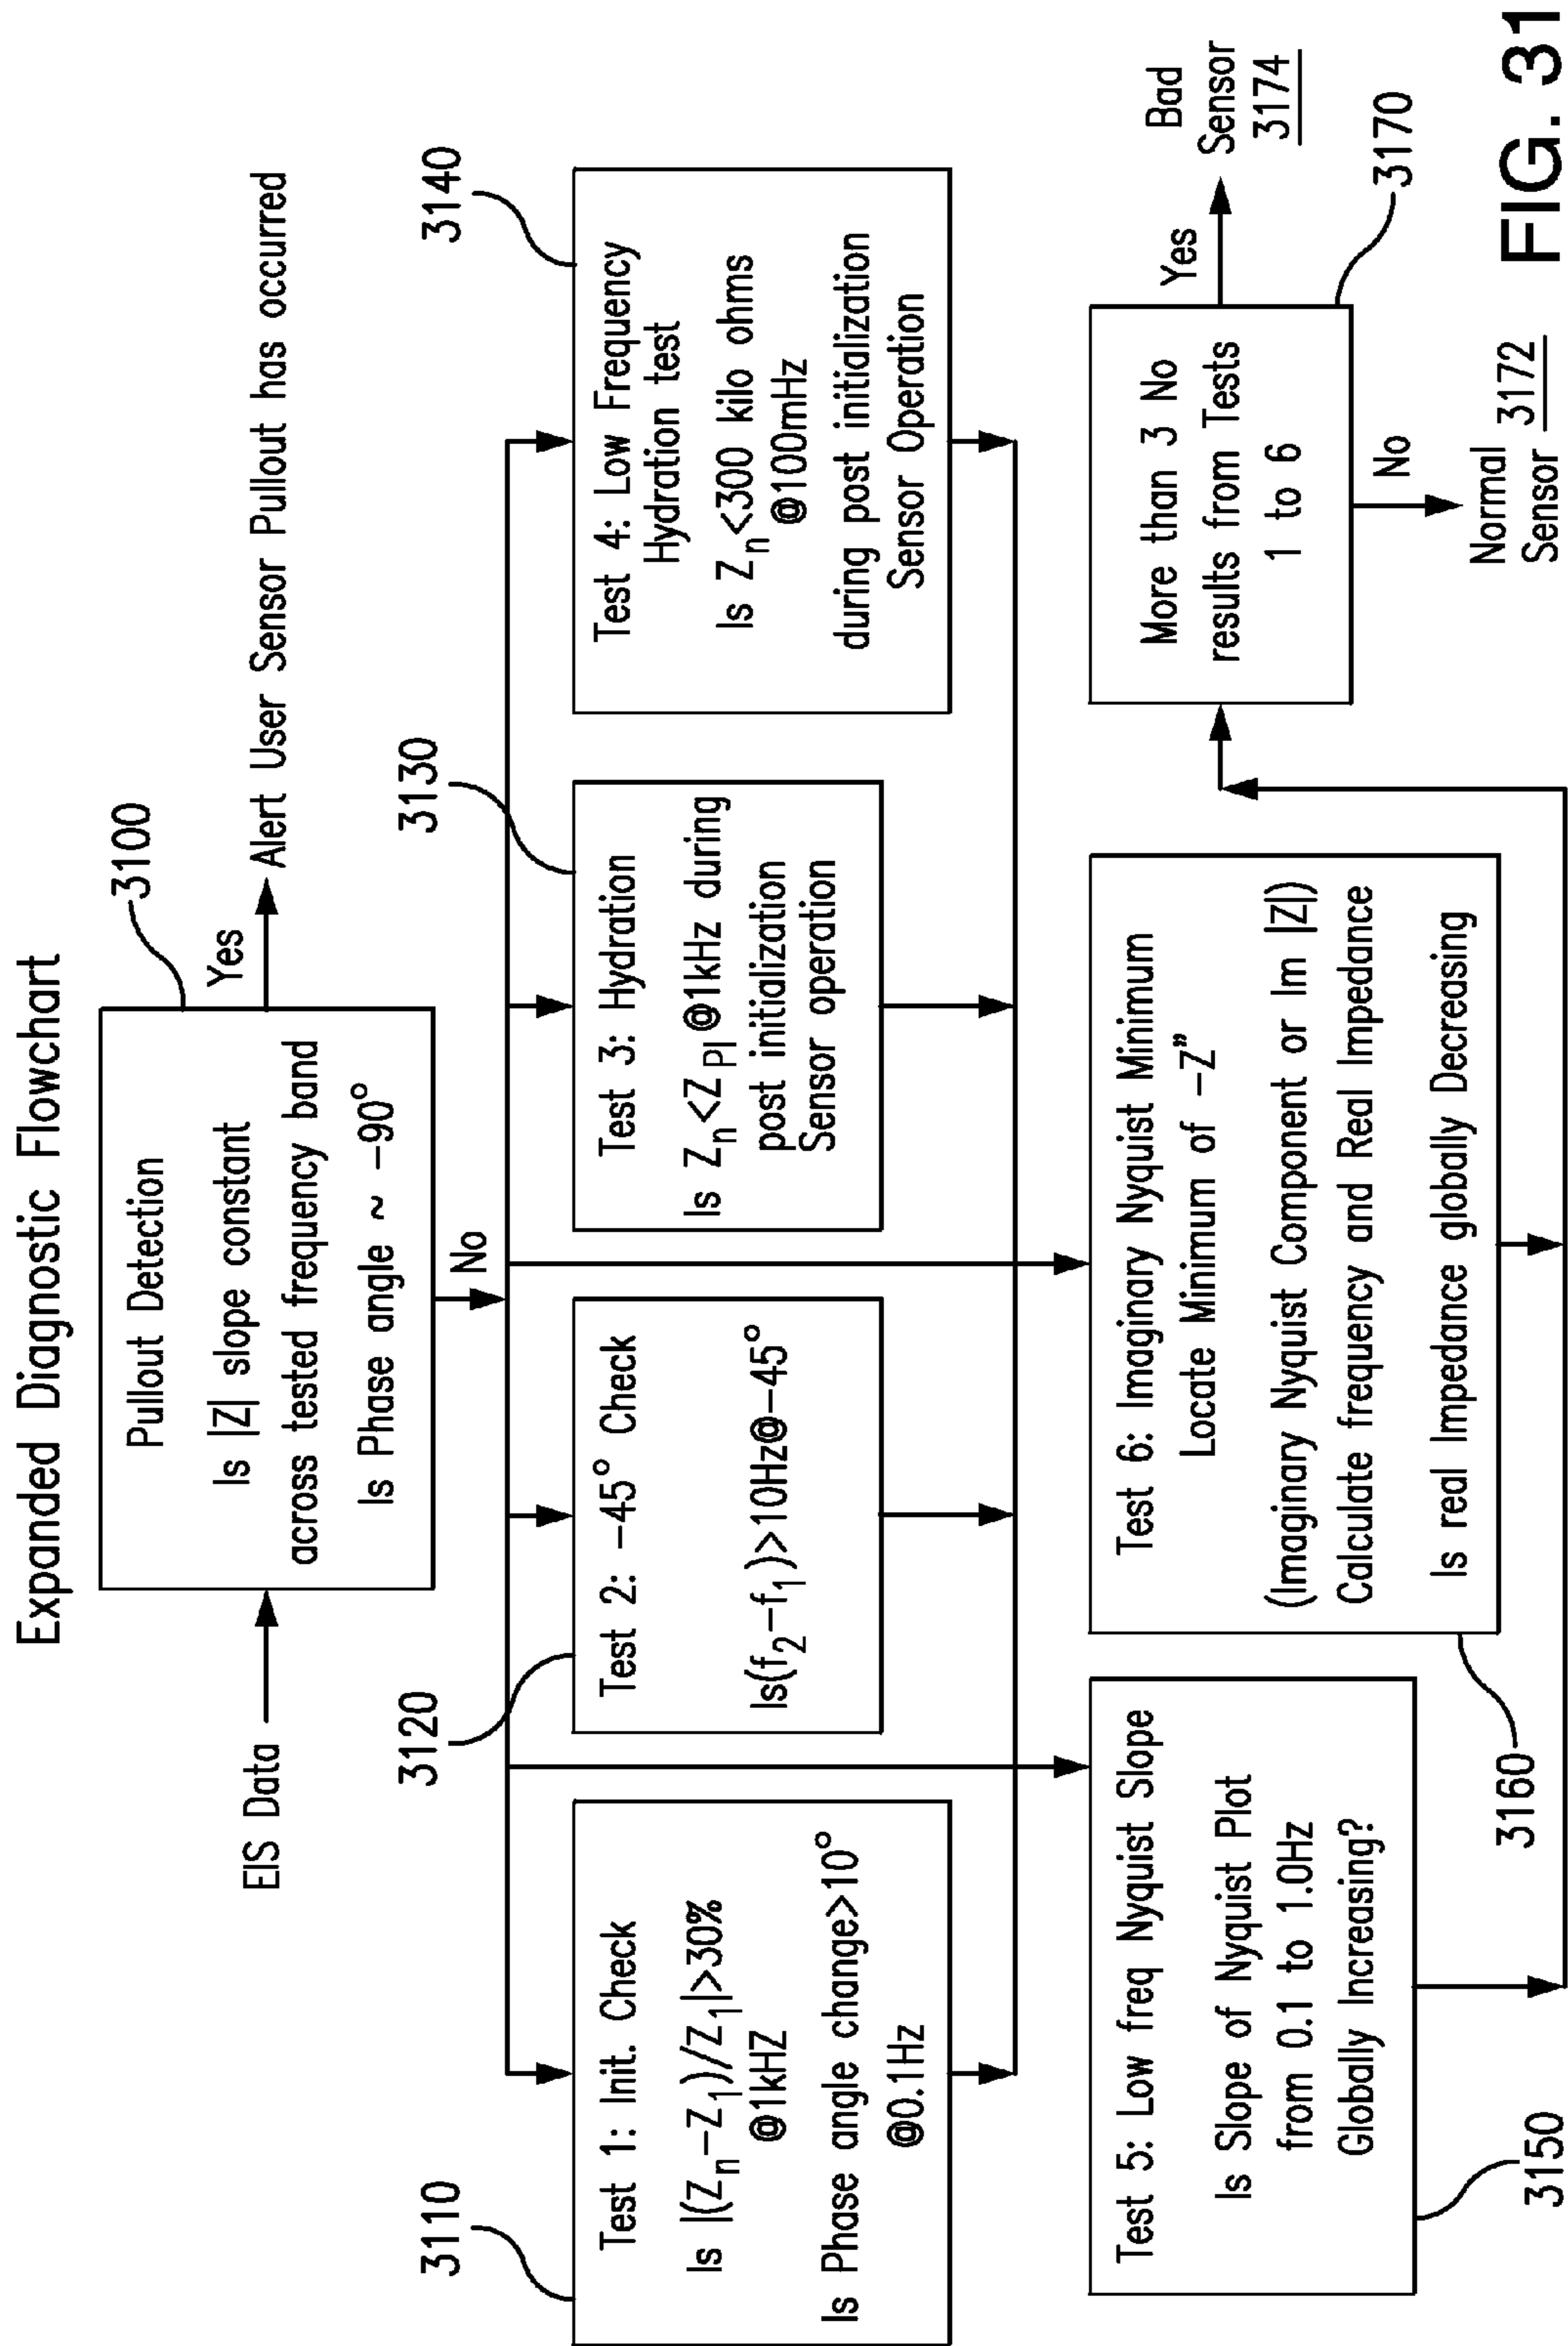 Expanded Diagnostic Flowchart
EIS Data
Pullout Detection
Is |Z| slope constant
across tested frequency band
Is Phase angle ~ −90°
3100
Yes
Alert User Sensor Pullout has occurred
No
3110
Test 1: Init. Check
Is |(Zn−Z1)/Z1|>30%
@1kHZ
Is Phase angle change>10°
@0.1Hz
3120
Test 2: −45° Check
Is(f2−f1)>10Hz@−45°
3130
Test 3: Hydration
Is Zn<ZPI @1kHz during
post initialization
Sensor operation
3140
Test 4: Low Frequency
Hydration test
Is Zn<300 kilo ohms
@100mHz
during post initialization
Sensor Operation
Test 5: Low freq Nyquist Slope
Is Slope of Nyquist Plot
from 0.1 to 1.0Hz
Globally Increasing?
3150
Test 6: Imaginary Nyquist Minimum
Locate Minimum of −Z”
(Imaginary Nyquist Component or Im |Z|)
Calculate frequency and Real Impedance
Is real Impedance globally Decreasing
3160
More than 3 No
results from Tests
1 to 6
3170
Yes
Bad
Sensor
3174
No
Normal
Sensor 3172
FIG. 31